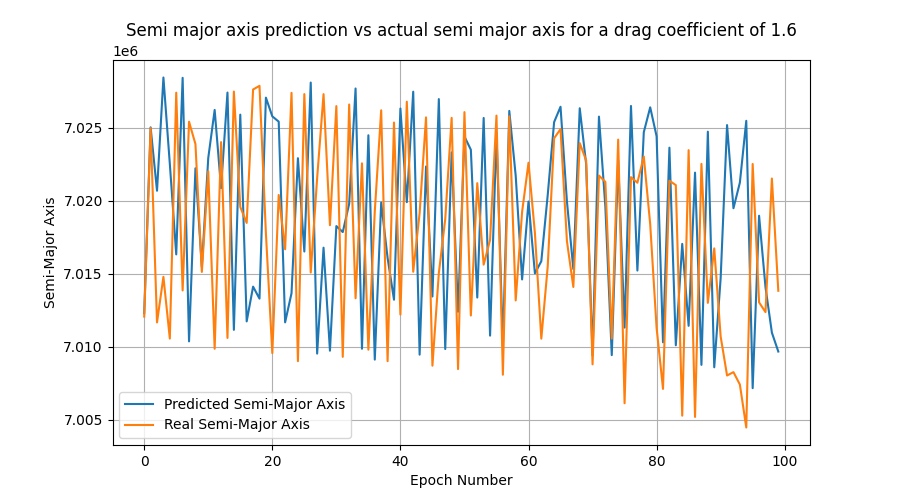 Semi major axis prediction vs actual semi major axis for a drag coefficient of 1.6
1e6
7.025
7.020
7.015
7.010
7.005
Semi-Major Axis
Predicted Semi-Major Axis
Real Semi-Major Axis
0 20 40 60 80 100
Epoch Number